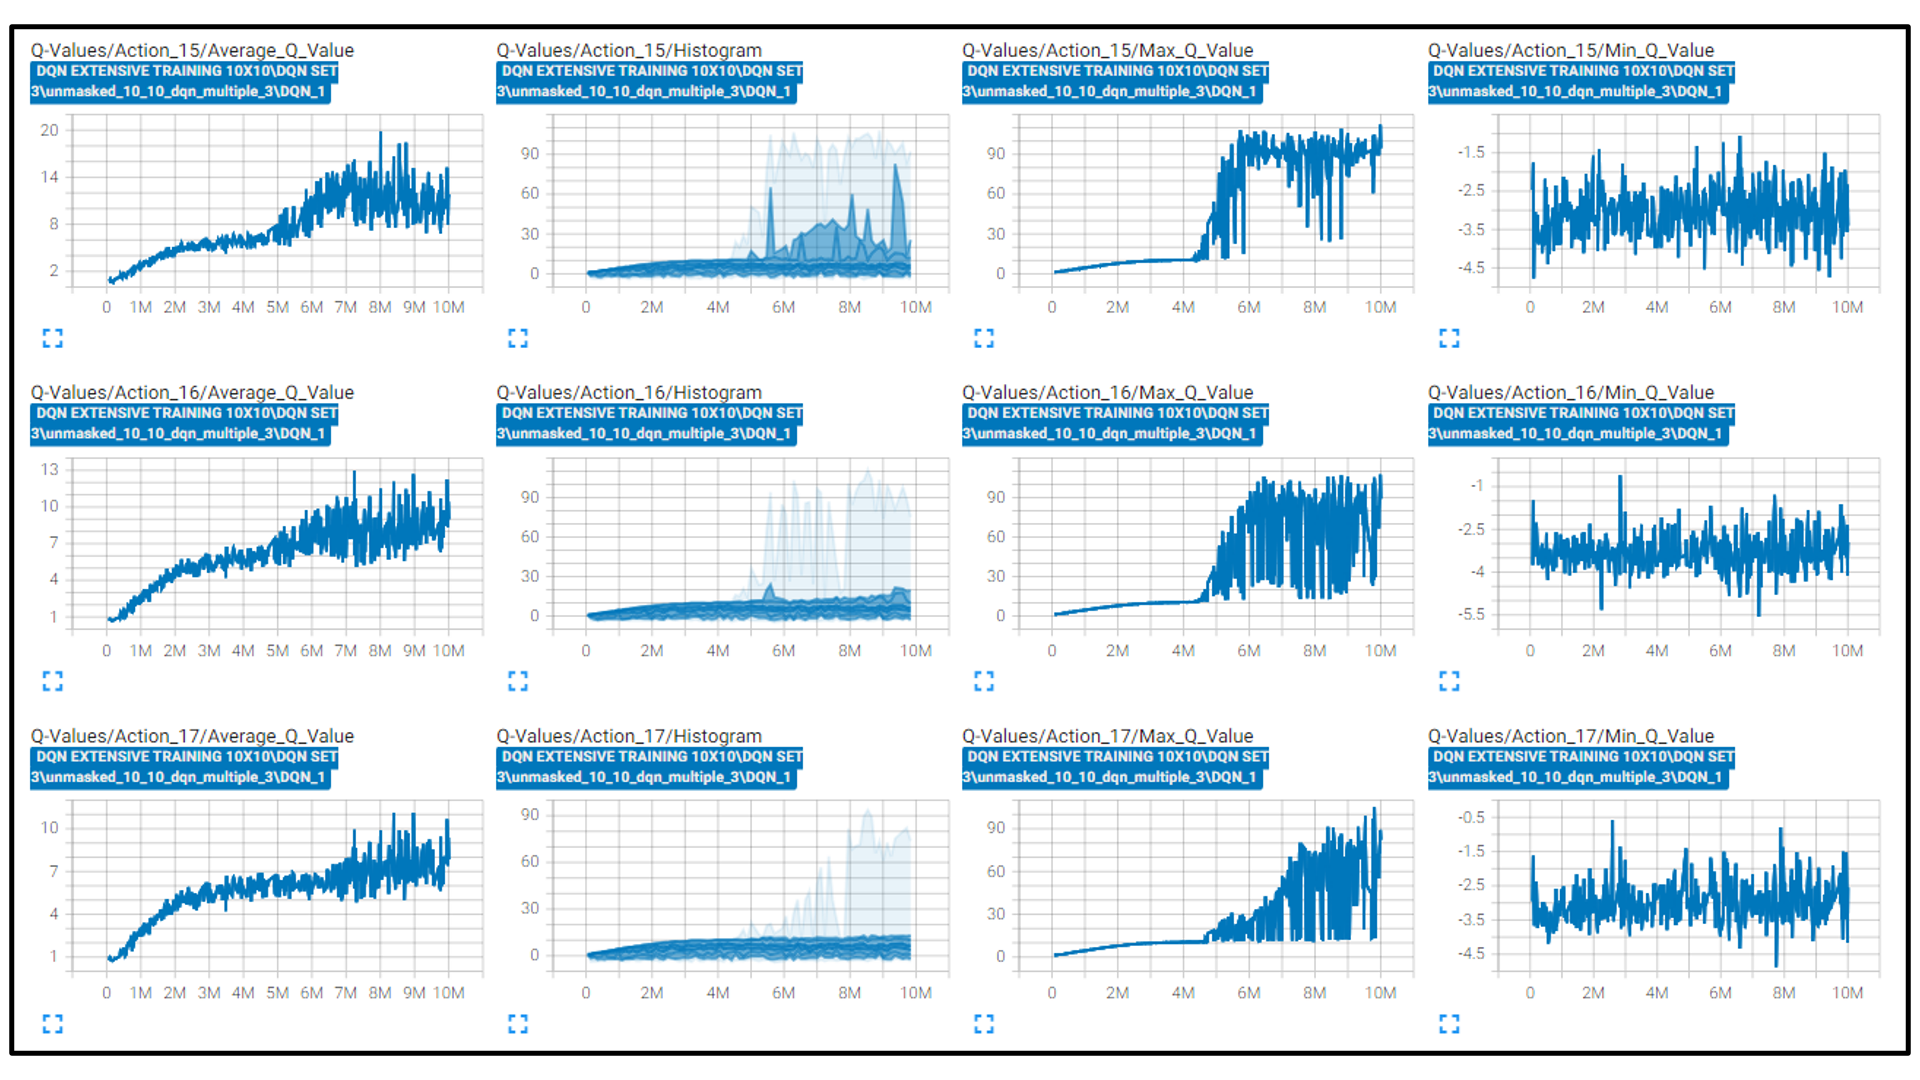 Q-Values/Action_15/Average_Q_Value
DQN EXTENSIVE TRAINING 10X10\DQN SET
3\unmasked_10_10_dqn_multiple_3\DQN_1
20
14
8
2
0 1M 2M 3M 4M 5M 6M 7M 8M 9M 10M
Q-Values/Action_15/Histogram
DQN EXTENSIVE TRAINING 10X10\DQN SET
3\unmasked_10_10_dqn_multiple_3\DQN_1
90
60
30
0
0 2M 4M 6M 8M 10M
Q-Values/Action_15/Max_Q_Value
DQN EXTENSIVE TRAINING 10X10\DQN SET
3\unmasked_10_10_dqn_multiple_3\DQN_1
90
60
30
0
0 2M 4M 6M 8M 10M
Q-Values/Action_15/Min_Q_Value
DQN EXTENSIVE TRAINING 10X10\DQN SET
3\unmasked_10_10_dqn_multiple_3\DQN_1
-1.5
-2.5
-3.5
-4.5
0 2M 4M 6M 8M 10M
Q-Values/Action_16/Average_Q_Value
DQN EXTENSIVE TRAINING 10X10\DQN SET
3\unmasked_10_10_dqn_multiple_3\DQN_1
13
10
7
4
1
0 1M 2M 3M 4M 5M 6M 7M 8M 9M 10M
Q-Values/Action_16/Histogram
DQN EXTENSIVE TRAINING 10X10\DQN SET
3\unmasked_10_10_dqn_multiple_3\DQN_1
90
60
30
0
0 2M 4M 6M 8M 10M
Q-Values/Action_16/Max_Q_Value
DQN EXTENSIVE TRAINING 10X10\DQN SET
3\unmasked_10_10_dqn_multiple_3\DQN_1
90
60
30
0
0 2M 4M 6M 8M 10M
Q-Values/Action_16/Min_Q_Value
DQN EXTENSIVE TRAINING 10X10\DQN SET
3\unmasked_10_10_dqn_multiple_3\DQN_1
-1
-2.5
-4
-5.5
0 2M 4M 6M 8M 10M
Q-Values/Action_17/Average_Q_Value
DQN EXTENSIVE TRAINING 10X10\DQN SET
3\unmasked_10_10_dqn_multiple_3\DQN_1
10
7
4
1
0 1M 2M 3M 4M 5M 6M 7M 8M 9M 10M
Q-Values/Action_17/Histogram
DQN EXTENSIVE TRAINING 10X10\DQN SET
3\unmasked_10_10_dqn_multiple_3\DQN_1
90
60
30
0
0 2M 4M 6M 8M 10M
Q-Values/Action_17/Max_Q_Value
DQN EXTENSIVE TRAINING 10X10\DQN SET
3\unmasked_10_10_dqn_multiple_3\DQN_1
90
60
30
0
0 2M 4M 6M 8M 10M
Q-Values/Action_17/Min_Q_Value
DQN EXTENSIVE TRAINING 10X10\DQN SET
3\unmasked_10_10_dqn_multiple_3\DQN_1
-0.5
-1.5
-2.5
-3.5
-4.5
0 2M 4M 6M 8M 10M